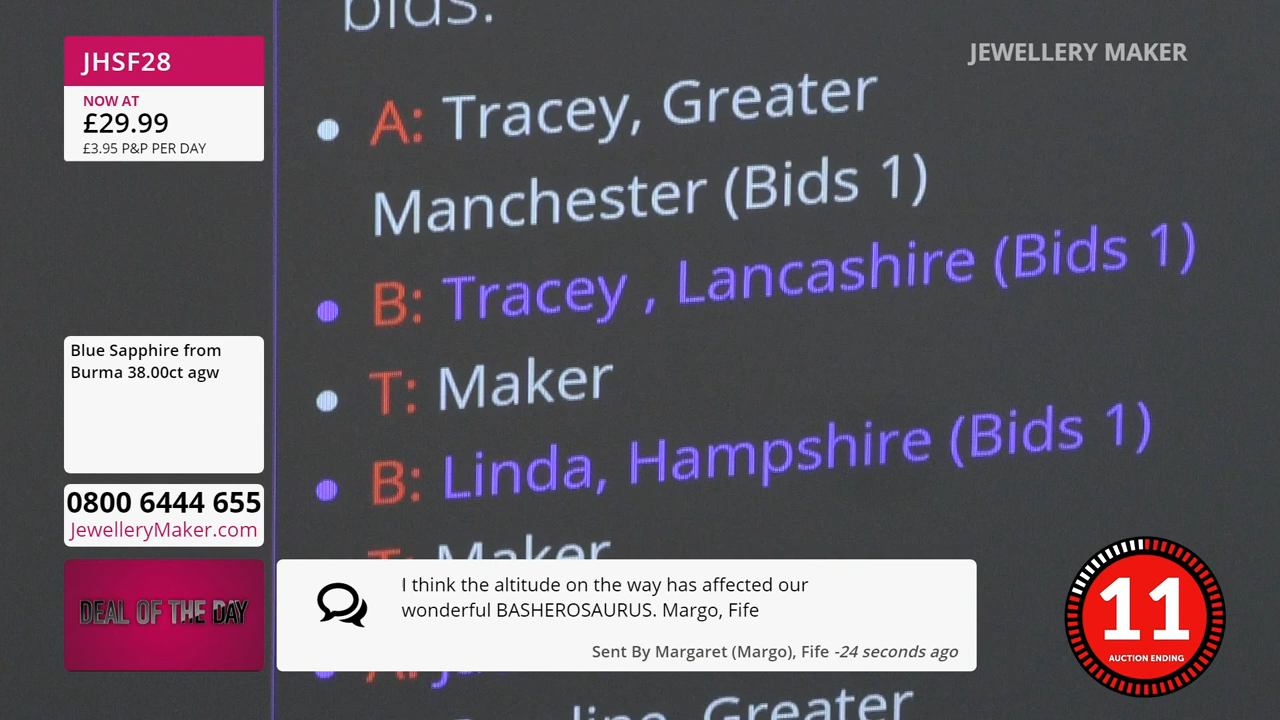 JHSF28
NOW AT
£29.99
£3.95 P&P PER DAY
Blue Sapphire from
Burma 38.00ct agw
0800 6444 655
JewelleryMaker.com
DEAL OF THE DAY
JEWELLERY MAKER
bids.
• A: Tracey, Greater
Manchester (Bids 1)
• B: Tracey , Lancashire (Bids 1)
• T: Maker
• B: Linda, Hampshire (Bids 1)
T: Maker
Greater
I think the altitude on the way has affected our
wonderful BASHEROSAURUS. Margo, Fife
Sent By Margaret (Margo), Fife -24 seconds ago
11
AUCTION ENDING